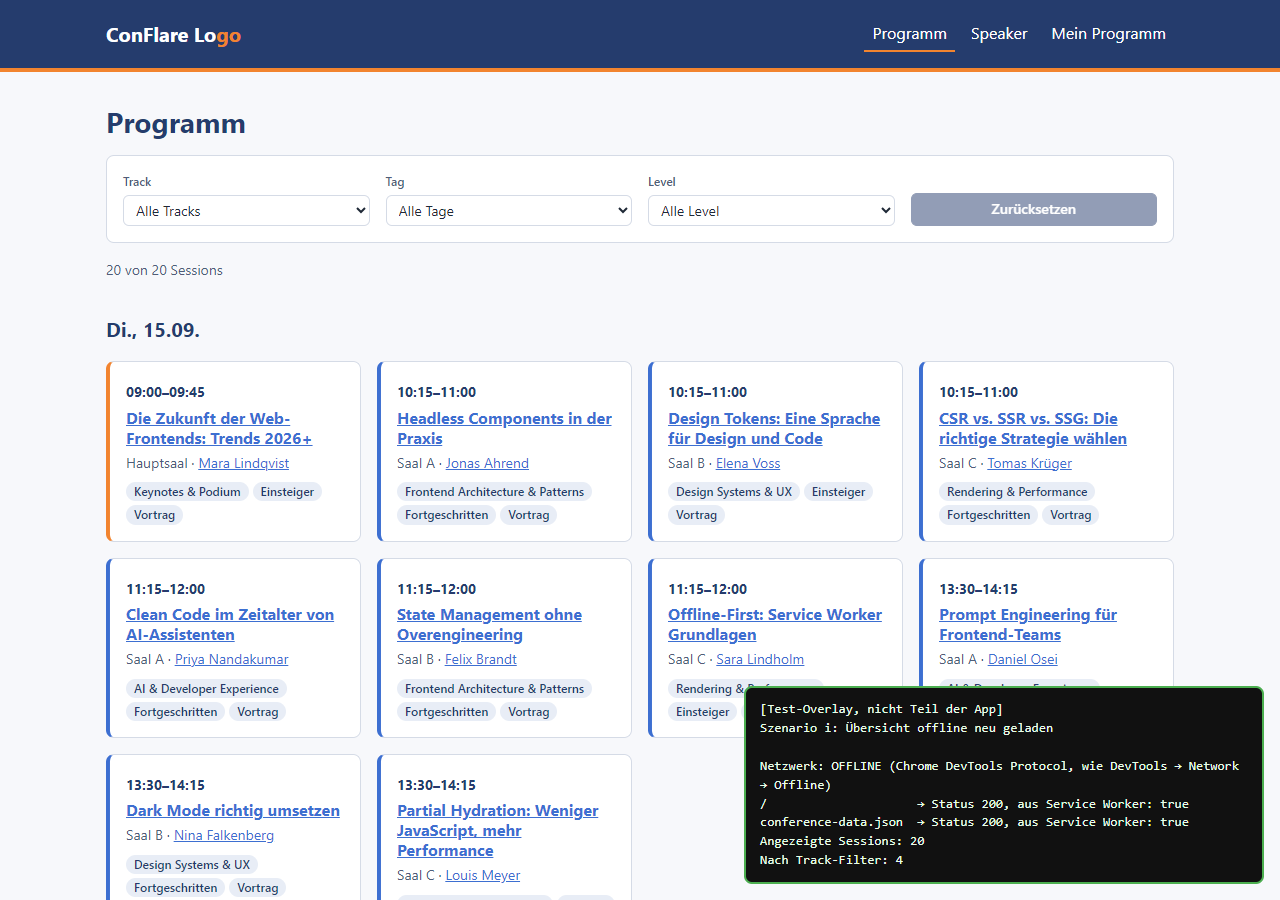 ConFlare Logo
Programm
Speaker
Mein Programm
Programm
Track
Tag
Level
Alle Tracks
Alle Tage
Alle Level
Zurücksetzen
20 von 20 Sessions
Di., 15.09.
09:00–09:45
Die Zukunft der Web-
Frontends: Trends 2026+
Hauptsaal · Mara Lindqvist
Keynotes & Podium
Einsteiger
Vortrag
10:15–11:00
Headless Components in der
Praxis
Saal A · Jonas Ahrend
Frontend Architecture & Patterns
Fortgeschritten
Vortrag
10:15–11:00
Design Tokens: Eine Sprache
für Design und Code
Saal B · Elena Voss
Design Systems & UX
Einsteiger
Vortrag
10:15–11:00
CSR vs. SSR vs. SSG: Die
richtige Strategie wählen
Saal C · Tomas Krüger
Rendering & Performance
Fortgeschritten
Vortrag
11:15–12:00
Clean Code im Zeitalter von
AI-Assistenten
Saal A · Priya Nandakumar
AI & Developer Experience
Fortgeschritten
Vortrag
11:15–12:00
State Management ohne
Overengineering
Saal B · Felix Brandt
Frontend Architecture & Patterns
Fortgeschritten
Vortrag
11:15–12:00
Offline-First: Service Worker
Grundlagen
Saal C · Sara Lindholm
Rendering &
Einsteiger
13:30–14:15
Prompt Engineering für
Frontend-Teams
Saal A · Daniel Osei
13:30–14:15
Dark Mode richtig umsetzen
Saal B · Nina Falkenberg
Design Systems & UX
Fortgeschritten
Vortrag
13:30–14:15
Partial Hydration: Weniger
JavaScript, mehr
Performance
Saal C · Louis Meyer
[Test-Overlay, nicht Teil der App]
Szenario i: Übersicht offline neu geladen
Netzwerk: OFFLINE (Chrome DevTools Protocol, wie DevTools → Network
→ Offline)
/ → Status 200, aus Service Worker: true
conference-data.json → Status 200, aus Service Worker: true
Angezeigte Sessions: 20
Nach Track-Filter: 4